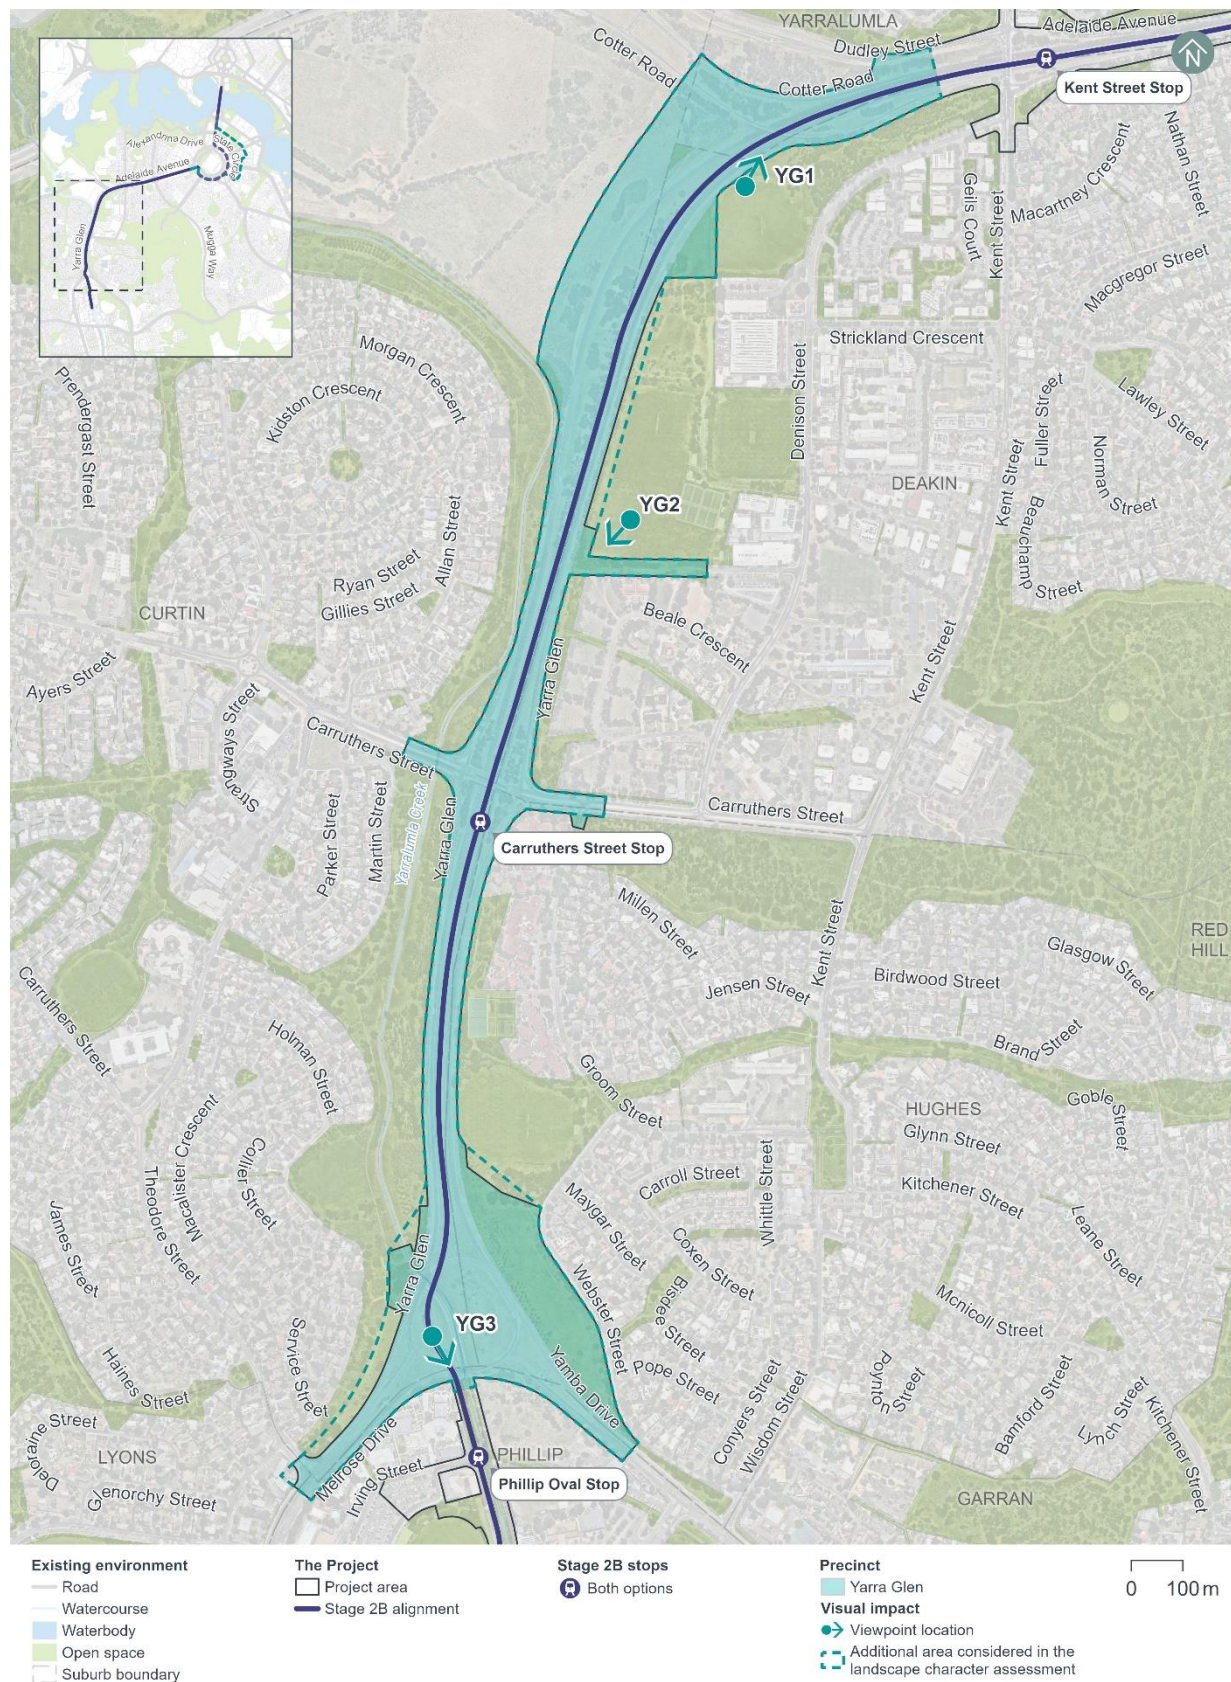 YARRALUMLA
Adelaide Avenue
Cotter Road
Dudley Street
Cotter Road
N
Kent Street Stop
Alexandrina Drive
State Circle
Adelaide Avenue
Yarra Glen
Mugga Way
YG1
Nathan Street
Macartney Crescent
Geils Court
Kent Street
Macgregor Street
Strickland Crescent
Morgan Crescent
Kidston Crescent
Prendergast Street
Denison Street
Fuller Street
Lawley Street
Norman Street
Kent Street
DEAKIN
YG2
Allan Street
Beauchamp Street
Ryan Street
Gillies Street
CURTIN
Beale Crescent
Kent Street
Yarra Glen
Ayers Street
Strangways Street
Carruthers Street
Parker Street
Martin Street
Yarralumla Creek
Yarra Glen
Carruthers Street
Carruthers Street Stop
Millen Street
Kent Street
RED
HILL
Glasgow Street
Birdwood Street
Jensen Street
Carruthers Street
Holman Street
Brand Street
Groom Street
Goble Street
HUGHES
Glynn Street
Macalister Crescent
Collier Street
Theodore Street
Carroll Street
Whittle Street
Kitchener Street
James Street
Maygar Street
Coxen Street
Leane Street
Yarra Glen
Webster Street
Bisdee Street
Mcnicoll Street
YG3
Service Street
Pope Street
Poynton Street
Haines Street
Yamba Drive
Conyers Street
Wisdom Street
Bamford Street
Lynch Street
Kitchener Street
Deloraine Street
LYONS
Melrose Drive
Irving Street
PHILLIP
Phillip Oval Stop
Glenorchy Street
GARRAN
Existing environment
Road
Watercourse
Waterbody
Open space
Suburb boundary
The Project
Project area
Stage 2B alignment
Stage 2B stops
Both options
Precinct
Yarra Glen
Visual impact
Viewpoint location
Additional area considered in the
landscape character assessment
0 100 m